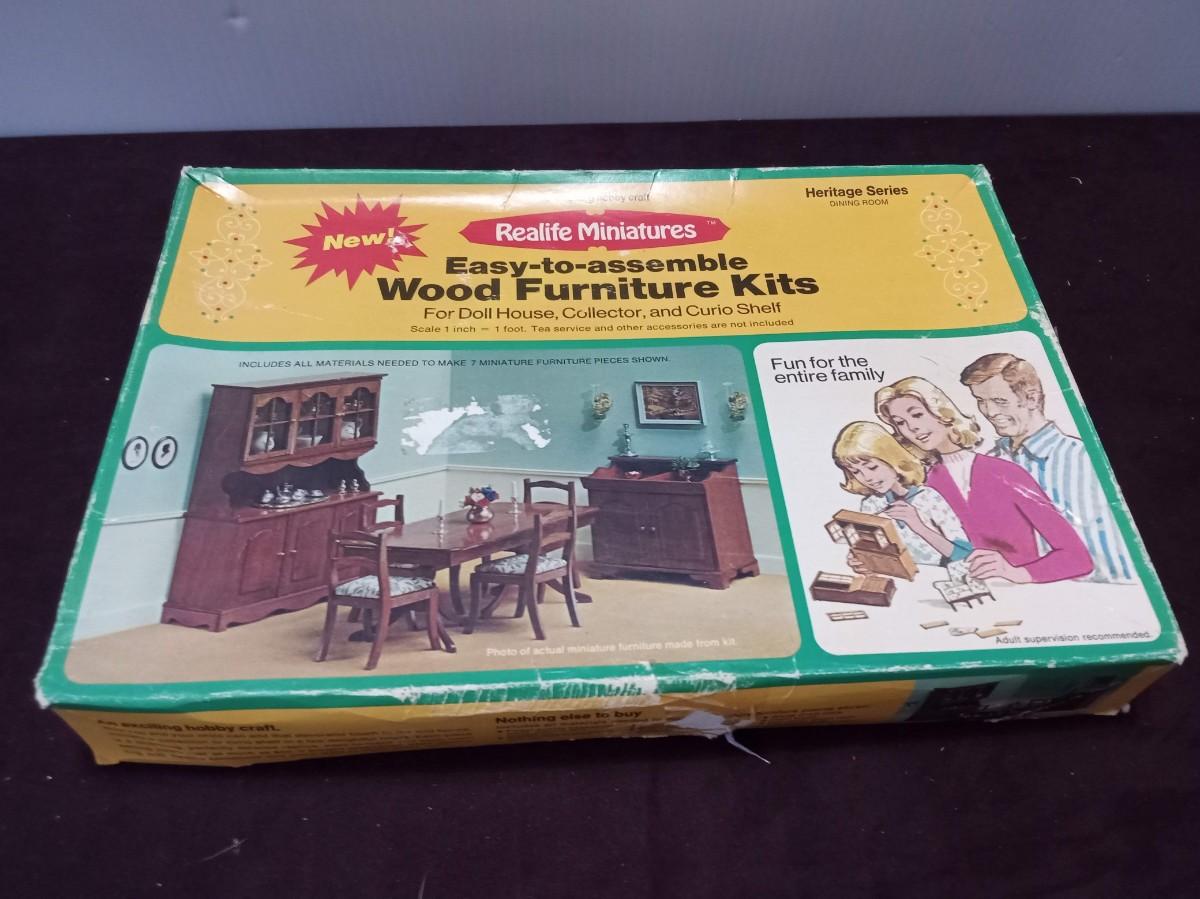 hobby craft
Heritage Series
DINING ROOM
New!
Realife Miniatures™
Easy-to-assemble
Wood Furniture Kits
For Doll House, Collector, and Curio Shelf
Scale 1 inch = 1 foot. Tea service and other accessories are not included
INCLUDES ALL MATERIALS NEEDED TO MAKE 7 MINIATURE FURNITURE PIECES SHOWN.
Fun for the
entire family
Photo of actual miniature furniture made from kit.
Adult supervision recommended.
An exciting hobby craft.
Nothing else to buy